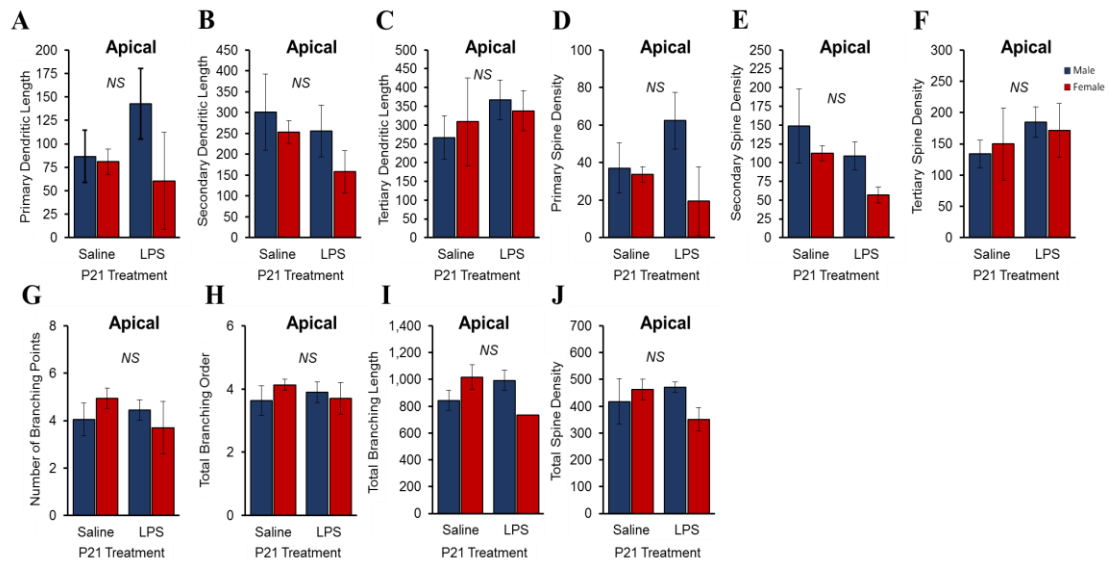 A
Apical
NS
Primary Dendritic Length
200
175
150
125
100
75
50
25
0
Saline LPS
P21 Treatment
B
Apical
NS
Secondary Dendritic Length
450
400
350
300
250
200
150
100
50
0
Saline LPS
P21 Treatment
C
Apical
NS
Tertiary Dendritic Length
500
450
400
350
300
250
200
150
100
50
0
Saline LPS
P21 Treatment
D
Apical
NS
Primary Spine Density
100
80
60
40
20
0
Saline LPS
P21 Treatment
E
Apical
NS
Secondary Spine Density
250
225
200
175
150
125
100
75
50
25
0
Saline LPS
P21 Treatment
F
Apical
NS
Tertiary Spine Density
300
250
200
150
100
50
0
Saline LPS
P21 Treatment
Male
Female
G
Apical
NS
Number of Branching Points
8
6
4
2
0
Saline LPS
P21 Treatment
H
Apical
NS
Total Branching Order
6
4
2
0
Saline LPS
P21 Treatment
I
Apical
NS
Total Branching Length
1,400
1,200
1,000
800
600
400
200
0
Saline LPS
P21 Treatment
J
Apical
NS
Total Spine Density
700
600
500
400
300
200
100
0
Saline LPS
P21 Treatment